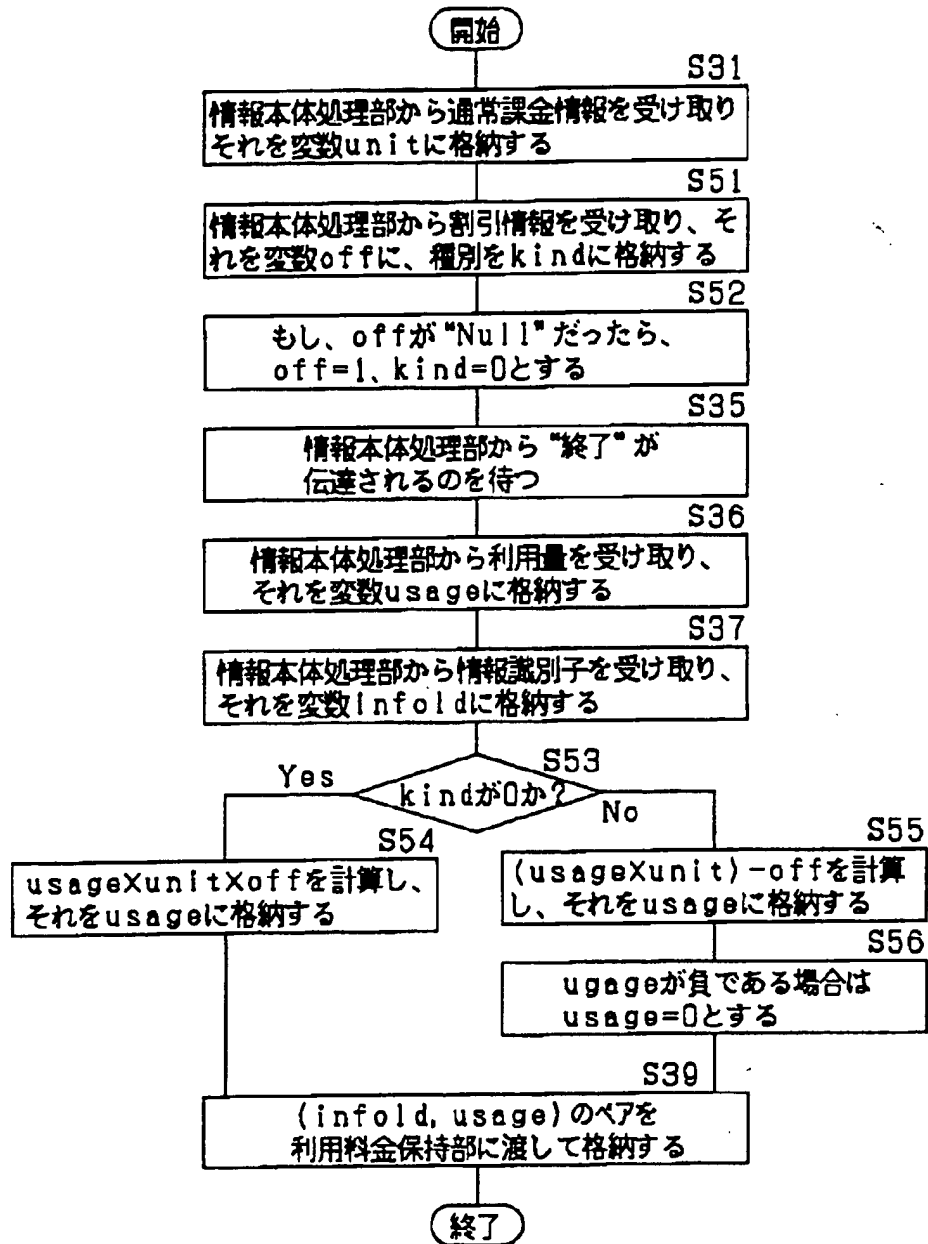 開始
S31
情報本体処理部から通常課金情報を受け取り
それを変数unitに格納する
S51
情報本体処理部から割引情報を受け取り、そ
れを変数offに、種別をkindに格納する
S52
もし、offが"Null"だったら、
off=1、kind=0とする
S35
情報本体処理部から"終了"が
伝達されるのを待つ
S36
情報本体処理部から利用量を受け取り、
それを変数usageに格納する
S37
情報本体処理部から情報識別子を受け取り、
それを変数infoIdに格納する
S53
kindが0か?
Yes
No
S54
usage×unit×offを計算し、
それをusageに格納する
S55
(usage×unit)-offを計算
し、それをusageに格納する
S56
ugageが負である場合は
usage=0とする
S39
(infoId, usage)のペアを
利用料金保持部に渡して格納する
終了